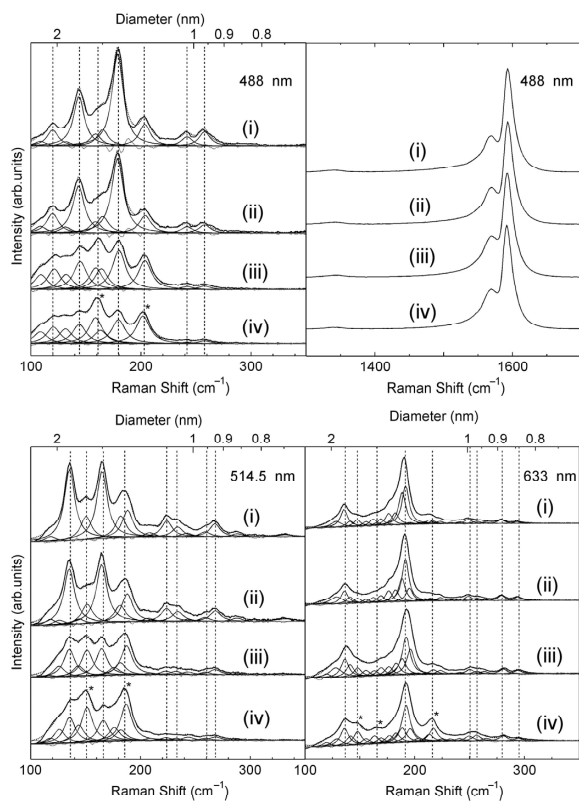 Diameter (nm)
2 1 0.9 0.8
488 nm
(i)
(ii)
(iii)
* *
(iv)
Intensity (arb.units)
100 200 300
Raman Shift (cm⁻¹)
488 nm
(i)
(ii)
(iii)
(iv)
1400 1600
Raman Shift (cm⁻¹)
Diameter (nm)
2 1 0.9 0.8
514.5 nm
(i)
(ii)
(iii)
* *
(iv)
Intensity (arb.units)
100 200 300
Raman Shift (cm⁻¹)
Diameter (nm)
2 1 0.9 0.8
633 nm
(i)
(ii)
(iii)
* * *
(iv)
100 200 300
Raman Shift (cm⁻¹)